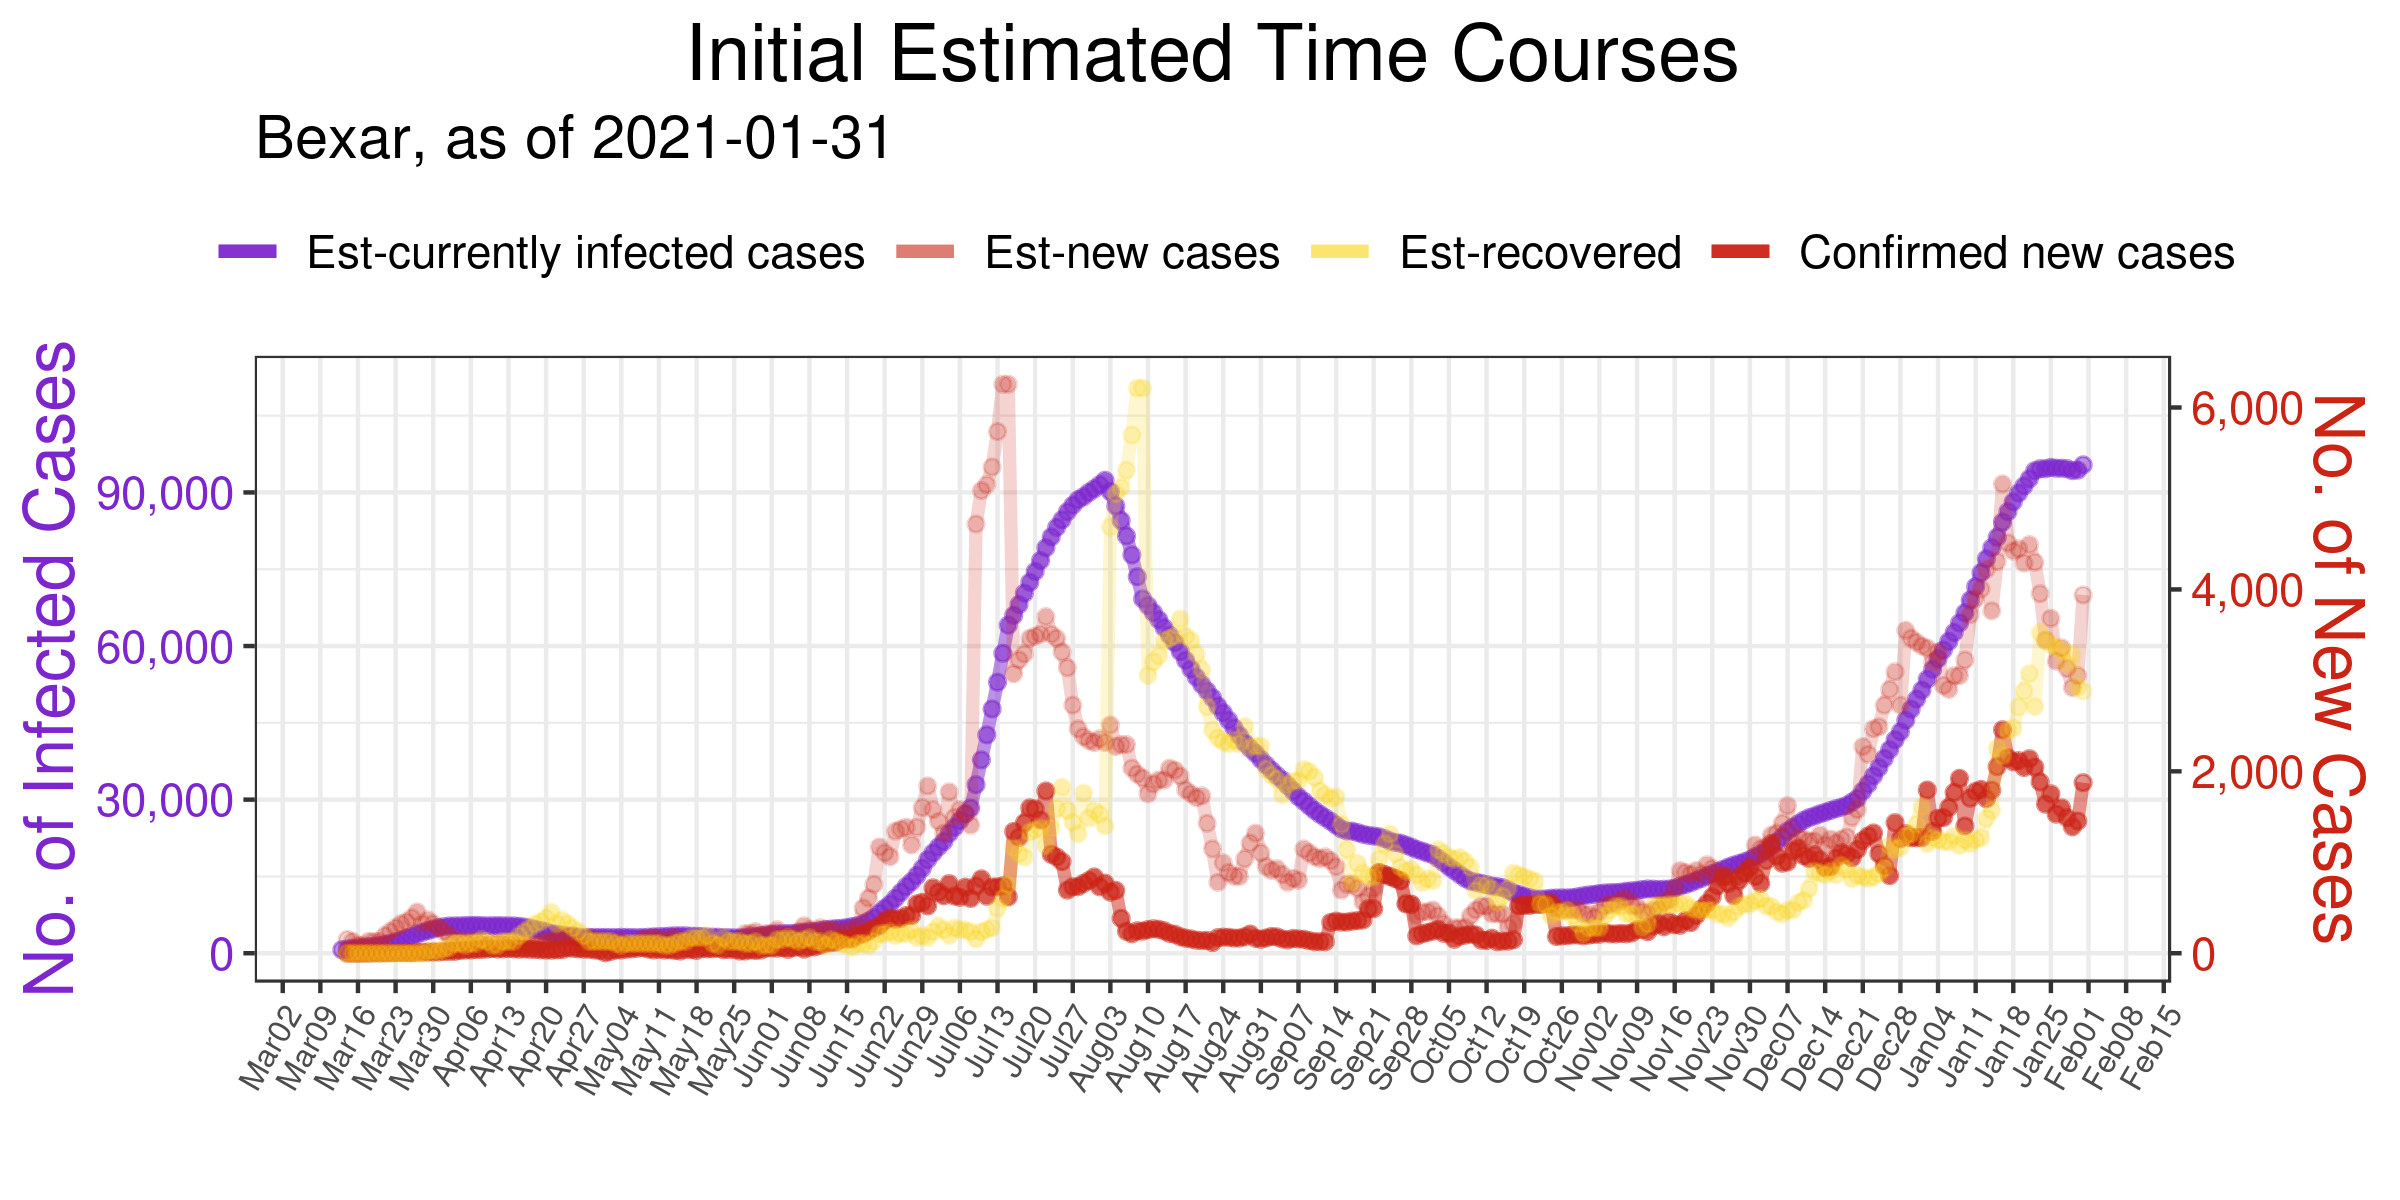 Initial Estimated Time Courses
Bexar, as of 2021-01-31
Est-currently infected cases Est-new cases Est-recovered Confirmed new cases
No. of Infected Cases
90,000
60,000
30,000
0
6,000
4,000
2,000
0
No. of New Cases
Mar02 Mar09 Mar16 Mar23 Mar30 Apr06 Apr13 Apr20 Apr27 May04 May11 May18 May25 Jun01 Jun08 Jun15 Jun22 Jun29 Jul06 Jul13 Jul20 Jul27 Aug03 Aug10 Aug17 Aug24 Aug31 Sep07 Sep14 Sep21 Sep28 Oct05 Oct12 Oct19 Oct26 Nov02 Nov09 Nov16 Nov23 Nov30 Dec07 Dec14 Dec21 Dec28 Jan04 Jan11 Jan18 Jan25 Feb01 Feb08 Feb15